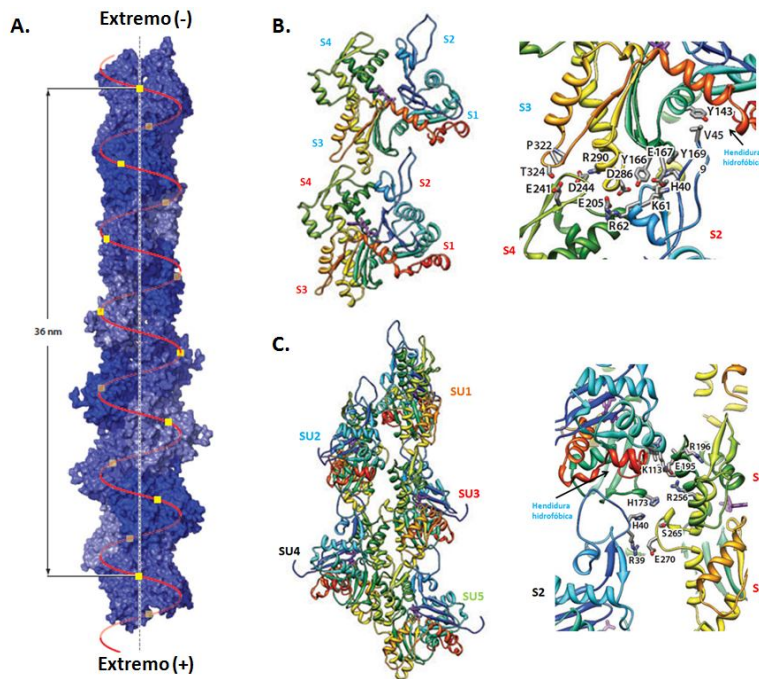 A.
Extremo (-)
36 nm
Extremo (+)
B.
S4
S2
S1
S3
S4
S2
S1
S3
S3
Y143
V45
Hendidura
hidrofóbica
P322
R290
Y166
E167
Y169
T324
D286
9
E241
D244
H40
E205
K61
R62
S2
S4
C.
SU1
SU2
SU3
SU4
SU5
R196
K113
E195
Hendidura
hidrofóbica
R256
H173
H40
S265
R39
E270
S2
S
S